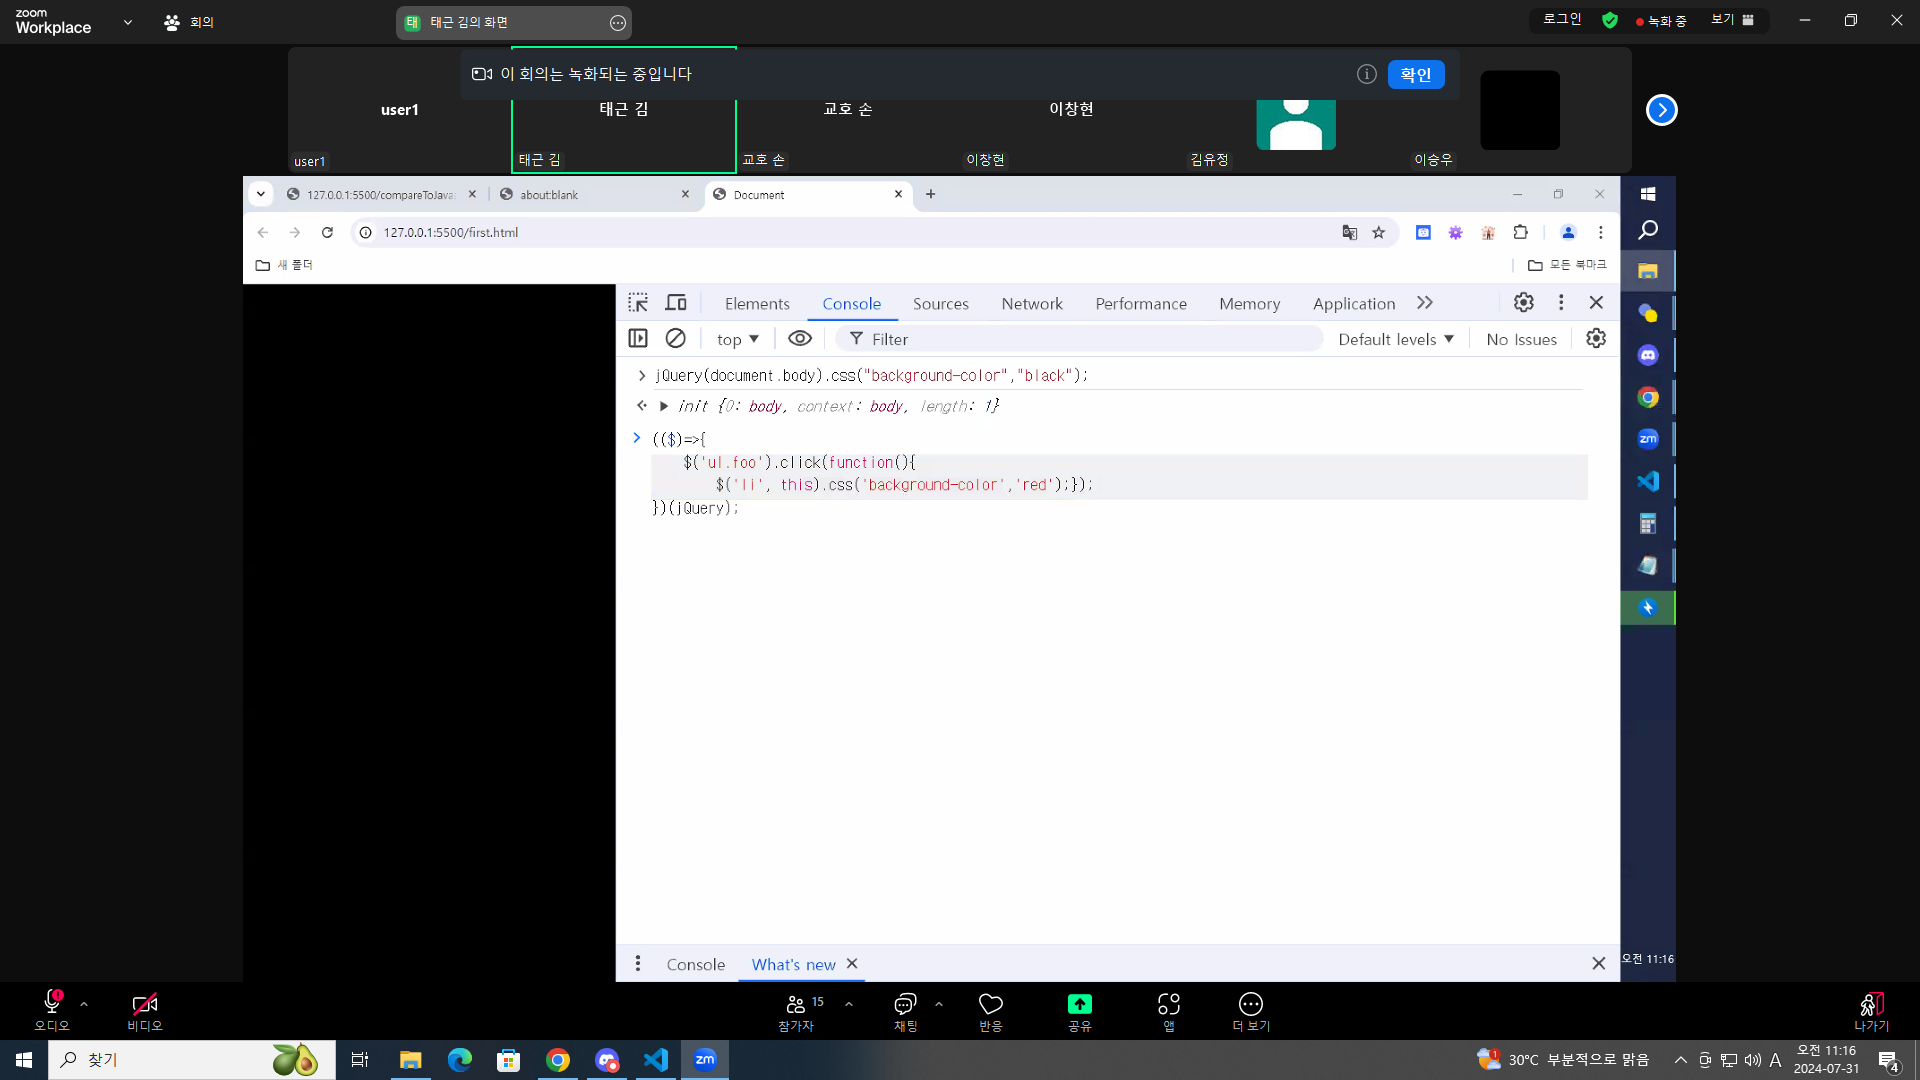 zoom
Workplace
회의
태 태근 김의 화면
로그인
녹화 중
보기
이 회의는 녹화되는 중입니다
확인
user1
태근 김
교호 손
이창현
user1
태근 김
교호 손
이창현
김유정
이승우
127.0.0.1:5500/compareToJava
about:blank
Document
127.0.0.1:5500/first.html
새 폴더
모든 북마크
Elements
Console
Sources
Network
Performance
Memory
Application
top
Filter
Default levels
No Issues
jQuery(document.body).css("background-color","black");
init {0: body, context: body, length: 1}
(($)=>{
$('ul.foo').click(function(){
$('li', this).css('background-color','red');});
})(jQuery);
Console
What's new
zm
오전 11:16
오디오
비디오
15
참가자
채팅
반응
공유
앱
더 보기
나가기
찾기
zm
1
30°C 부분적으로 맑음
A
오전 11:16
2024-07-31
4